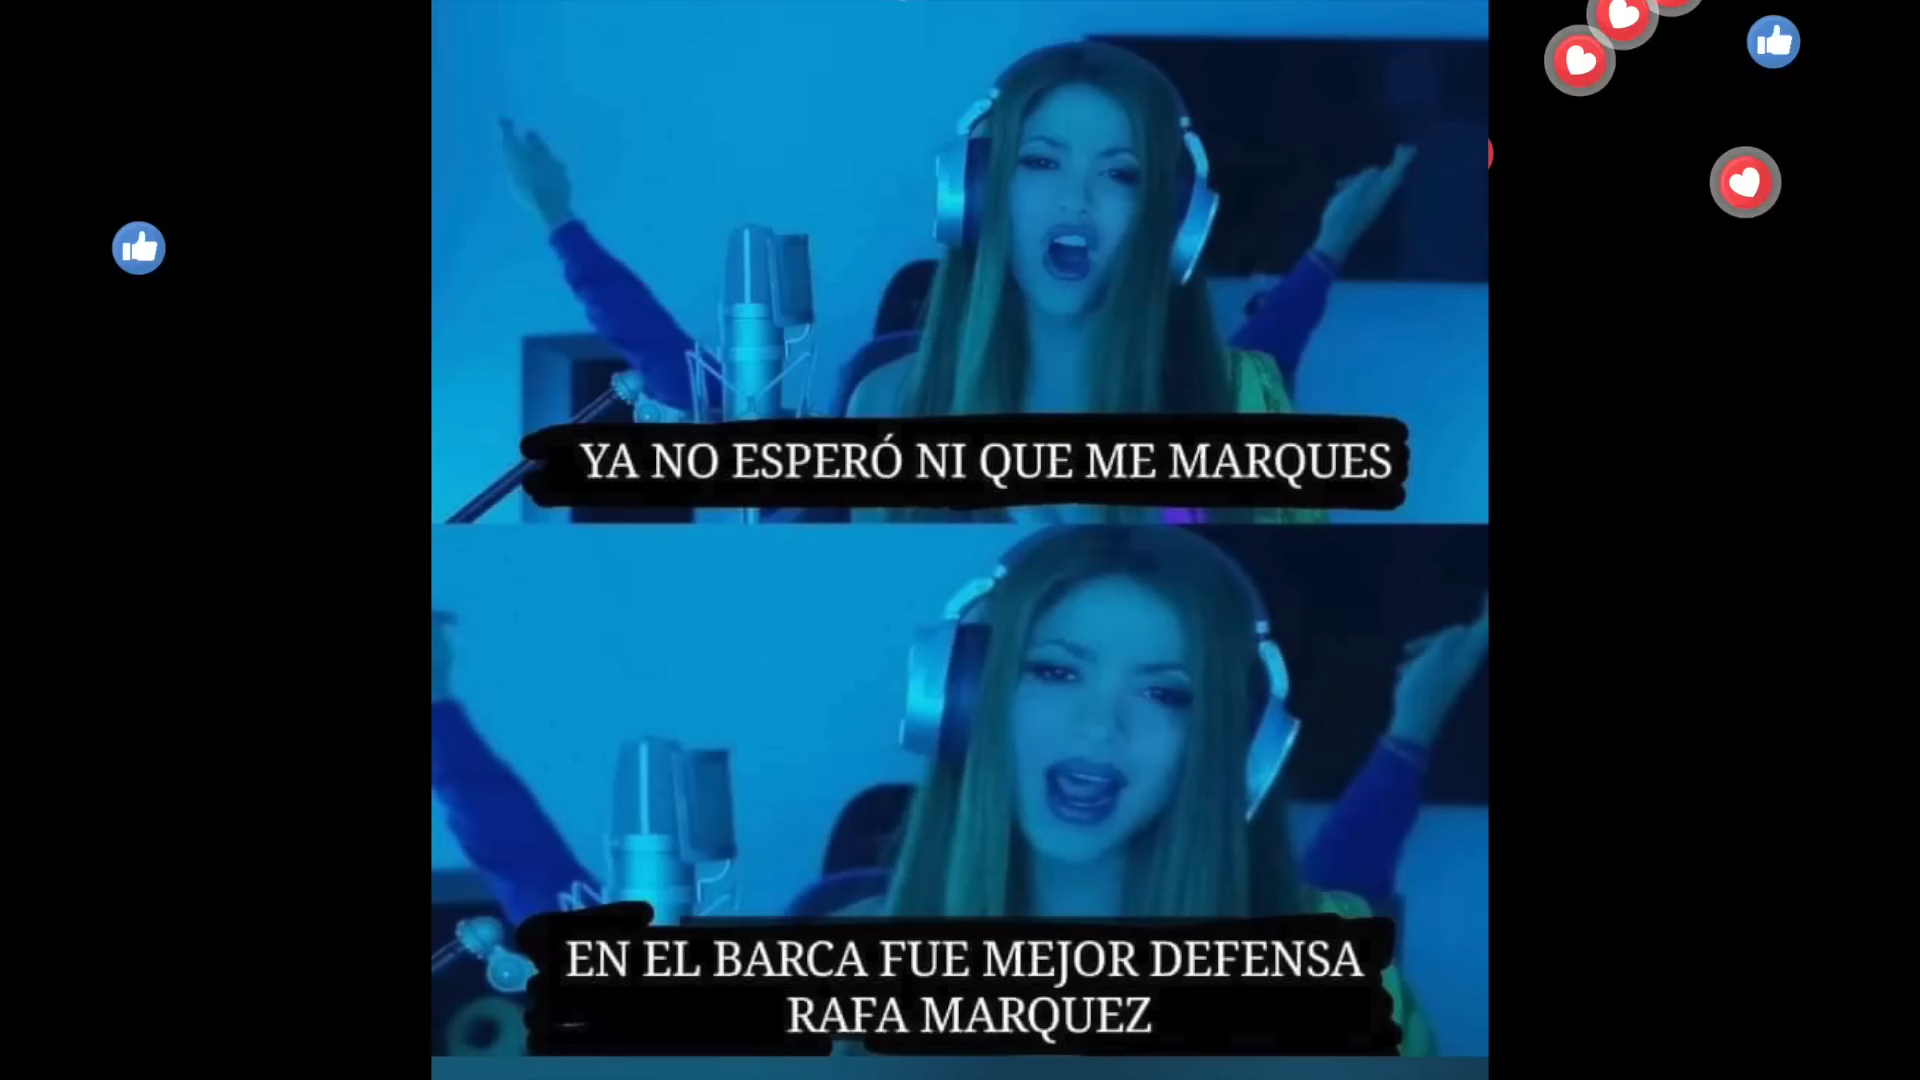 YA NO ESPERÓ NI QUE ME MARQUES
EN EL BARCA FUE MEJOR DEFENSA
RAFA MARQUEZ